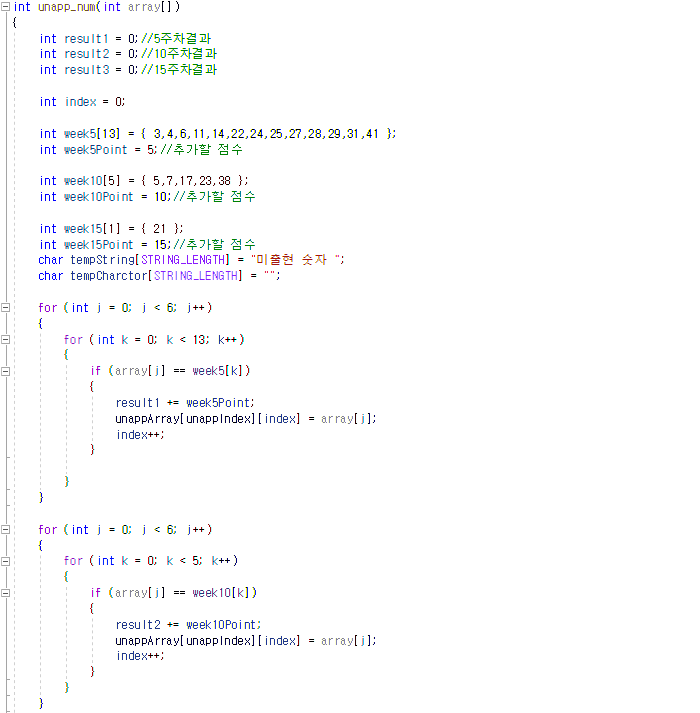 int unapp_num(int array[])
{
int result1 = 0;//5주차결과
int result2 = 0;//10주차결과
int result3 = 0;//15주차결과
int index = 0;
int week5[13] = { 3,4,6,11,14,22,24,25,27,28,29,31,41 };
int week5Point = 5;//추가할 점수
int week10[5] = { 5,7,17,23,38 };
int week10Point = 10;//추가할 점수
int week15[1] = { 21 };
int week15Point = 15;//추가할 점수
char tempString[STRING_LENGTH] = "미출현 숫자 ";
char tempCharctor[STRING_LENGTH] = "";
for (int j = 0; j < 6; j++)
{
for (int k = 0; k < 13; k++)
{
if (array[j] == week5[k])
{
result1 += week5Point;
unappArray[unappIndex][index] = array[j];
index++;
}
}
}
for (int j = 0; j < 6; j++)
{
for (int k = 0; k < 5; k++)
{
if (array[j] == week10[k])
{
result2 += week10Point;
unappArray[unappIndex][index] = array[j];
index++;
}
}
}